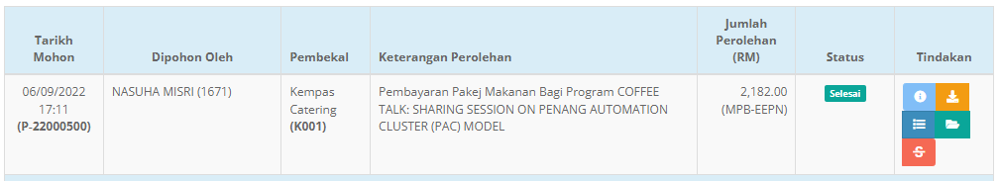 Tarikh
Mohon
Dipohon Oleh
Pembekal
Keterangan Perolehan
Jumlah
Perolehan
(RM)
Status
Tindakan
06/09/2022
17:11
(P-22000500)
NASUHA MISRI (1671)
Kempas
Catering
(K001)
Pembayaran Pakej Makanan Bagi Program COFFEE
TALK: SHARING SESSION ON PENANG AUTOMATION
CLUSTER (PAC) MODEL
2,182.00
(MPB-EEPN)
Selesai